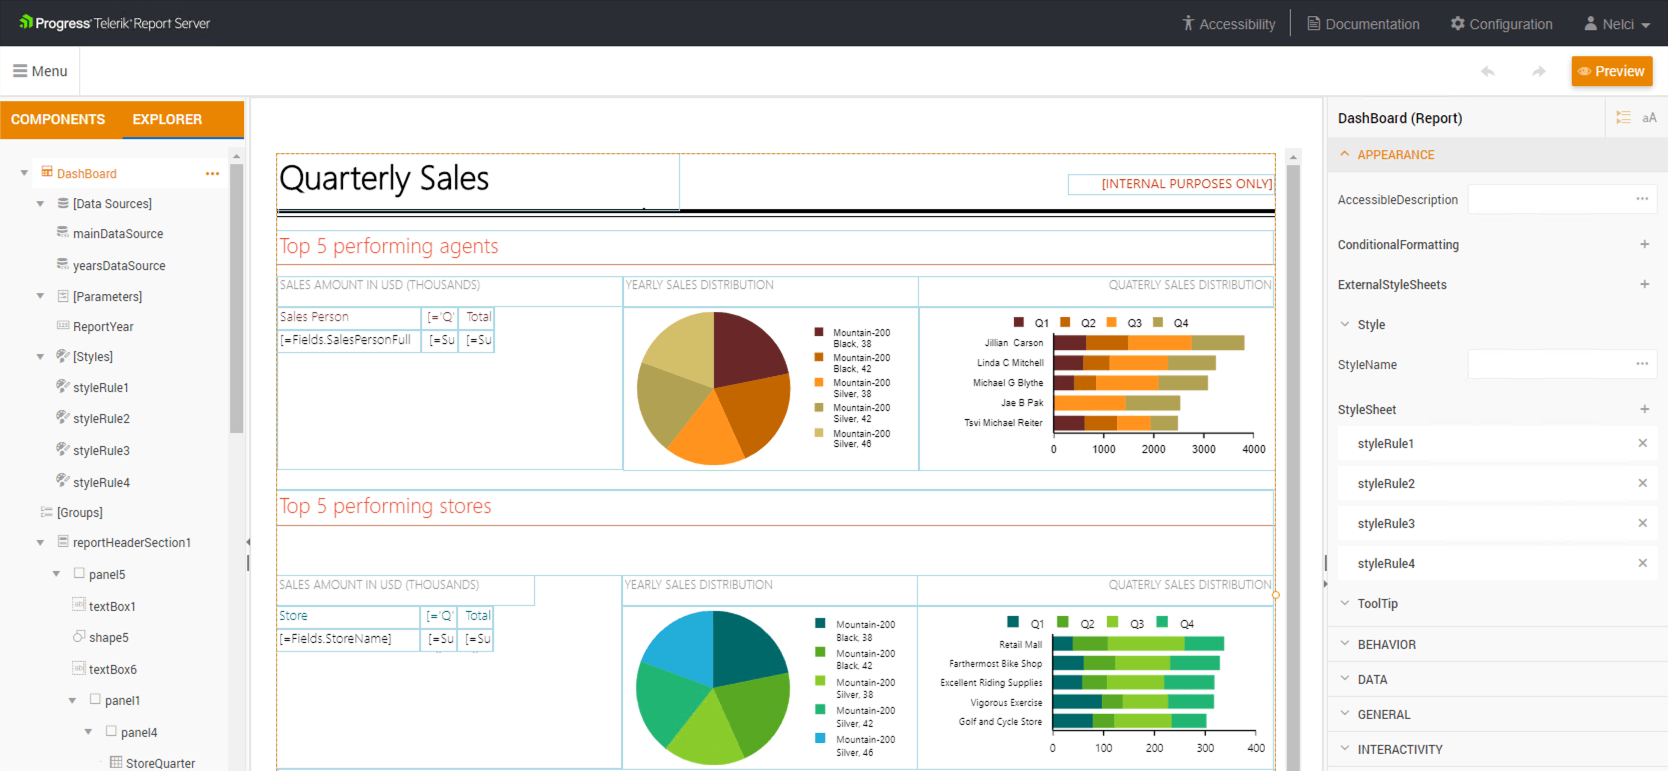 Progress® Telerik® Report Server
Accessibility
Documentation
Configuration
Nelci
Menu
Preview
COMPONENTS
EXPLORER
DashBoard
[Data Sources]
mainDataSource
yearsDataSource
[Parameters]
ReportYear
[Styles]
styleRule1
styleRule2
styleRule3
styleRule4
[Groups]
reportHeaderSection1
panel5
textBox1
shape5
textBox6
panel1
panel4
StoreQuarter
Quarterly Sales
[INTERNAL PURPOSES ONLY]
Top 5 performing agents
SALES AMOUNT IN USD (THOUSANDS)
YEARLY SALES DISTRIBUTION
QUATERLY SALES DISTRIBUTION
Sales Person [='Q' Total
[=Fields.SalesPersonFull [=Su [=Su
Mountain-200
Black, 38
Mountain-200
Black, 42
Mountain-200
Silver, 38
Mountain-200
Silver, 42
Mountain-200
Silver, 46
Q1 Q2 Q3 Q4
Jillian Carson
Linda C Mitchell
Michael G Blythe
Jae B Pak
Tsvi Michael Reiter
0 1000 2000 3000 4000
Top 5 performing stores
SALES AMOUNT IN USD (THOUSANDS)
YEARLY SALES DISTRIBUTION
QUATERLY SALES DISTRIBUTION
Store [='Q' Total
[=Fields.StoreName] [=Su [=Su
Mountain-200
Black, 38
Mountain-200
Black, 42
Mountain-200
Silver, 38
Mountain-200
Silver, 42
Mountain-200
Silver, 46
Q1 Q2 Q3 Q4
Retail Mall
Farthermost Bike Shop
Excellent Riding Supplies
Vigorous Exercise
Golf and Cycle Store
0 100 200 300 400
DashBoard (Report)
aA
APPEARANCE
AccessibleDescription
ConditionalFormatting
ExternalStyleSheets
Style
StyleName
StyleSheet
styleRule1
styleRule2
styleRule3
styleRule4
ToolTip
BEHAVIOR
DATA
GENERAL
INTERACTIVITY